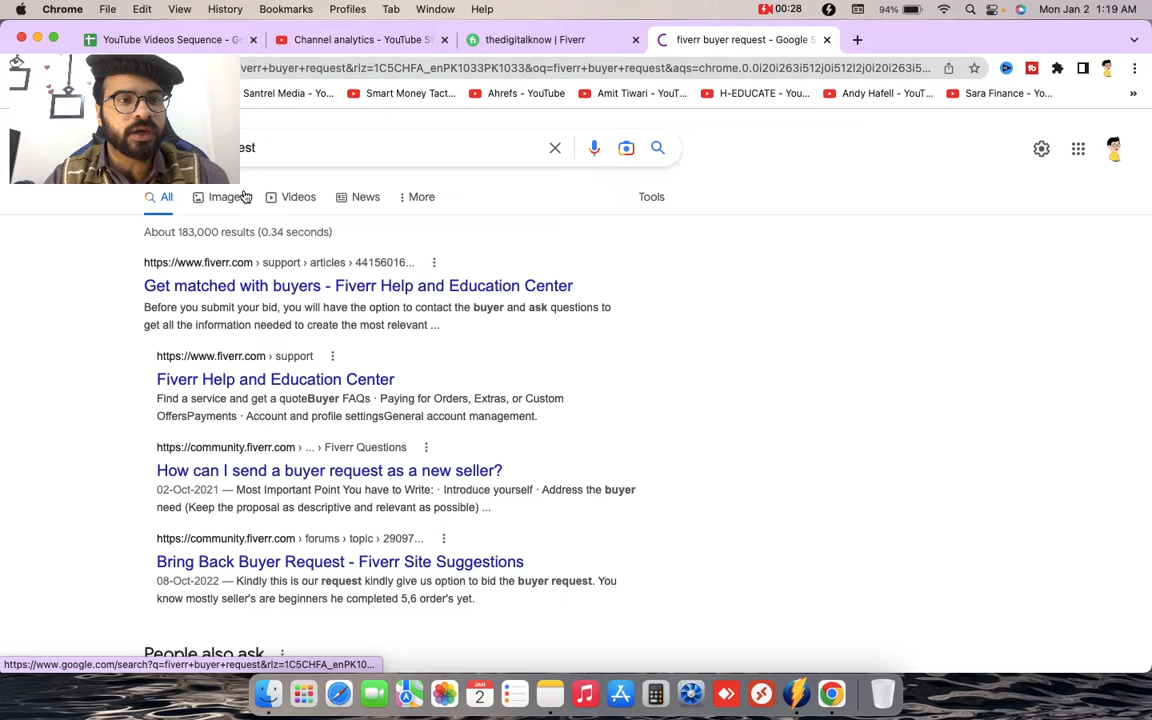 Chrome File Edit View History Bookmarks Profiles Tab Window Help 00:28 94% Mon Jan 2 1:19 AM
YouTube Videos Sequence - Go Channel analytics - YouTube St thedigitalknow | Fiverr fiverr buyer request - Google S
verr+buyer+request&rlz=1C5CHFA_enPK1033PK1033&oq=fiverr+buyer+request&aqs=chrome.0.0i20i263i512j0i512l2j0i20i263i5...
Santrel Media - Yo... Smart Money Tact... Ahrefs - YouTube Amit Tiwari - YouT... H-EDUCATE - You... Andy Hafell - YouT... Sara Finance - Yo... »
est
All Images Videos News More Tools
About 183,000 results (0.34 seconds)
https://www.fiverr.com › support › articles › 44156016...
Get matched with buyers - Fiverr Help and Education Center
Before you submit your bid, you will have the option to contact the buyer and ask questions to
get all the information needed to create the most relevant ...
https://www.fiverr.com › support
Fiverr Help and Education Center
Find a service and get a quoteBuyer FAQs · Paying for Orders, Extras, or Custom
OffersPayments · Account and profile settingsGeneral account management.
https://community.fiverr.com › ... › Fiverr Questions
How can I send a buyer request as a new seller?
02-Oct-2021 — Most Important Point You have to Write: · Introduce yourself · Address the buyer
need (Keep the proposal as descriptive and relevant as possible) ...
https://community.fiverr.com › forums › topic › 29097...
Bring Back Buyer Request - Fiverr Site Suggestions
08-Oct-2022 — Kindly this is our request kindly give us option to bid the buyer request. You
know mostly seller's are beginners he completed 5,6 order's yet.
People also ask
https://www.google.com/search?q=fiverr+buyer+request&rlz=1C5CHFA_enPK10...